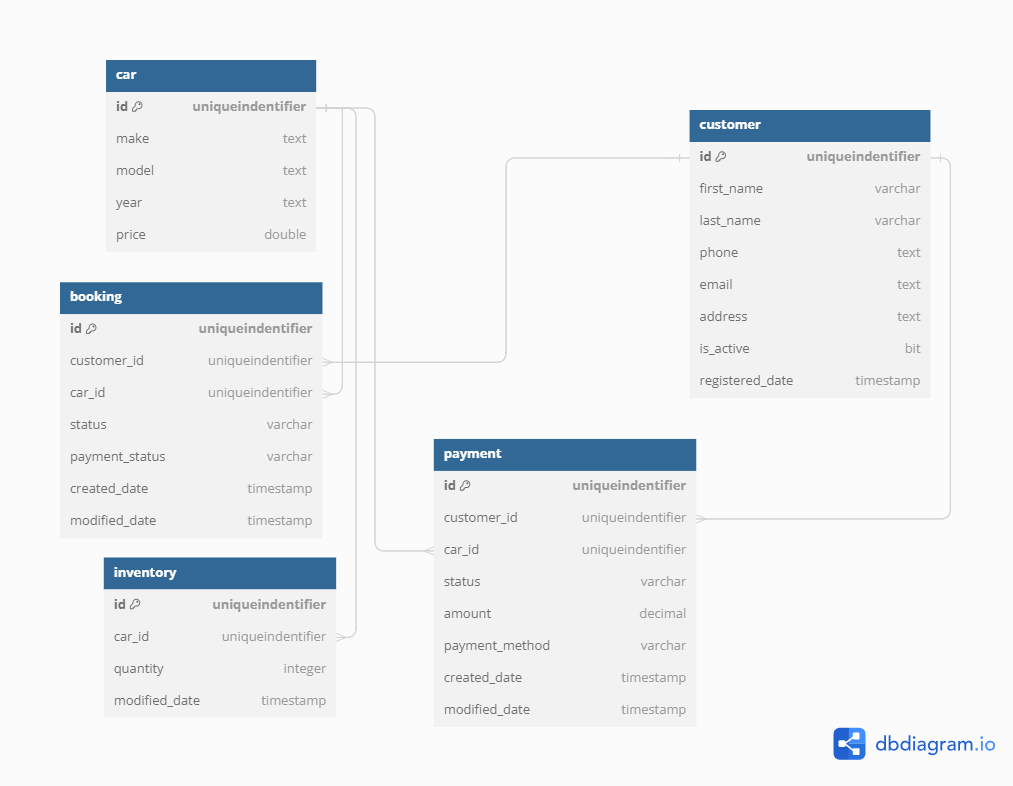 car
id uniqueindentifier
make text
model text
year text
price double
booking
id uniqueindentifier
customer_id uniqueindentifier
car_id uniqueindentifier
status varchar
payment_status varchar
created_date timestamp
modified_date timestamp
inventory
id uniqueindentifier
car_id uniqueindentifier
quantity integer
modified_date timestamp
customer
id uniqueindentifier
first_name varchar
last_name varchar
phone text
email text
address text
is_active bit
registered_date timestamp
payment
id uniqueindentifier
customer_id uniqueindentifier
car_id uniqueindentifier
status varchar
amount decimal
payment_method varchar
created_date timestamp
modified_date timestamp
dbdiagram.io